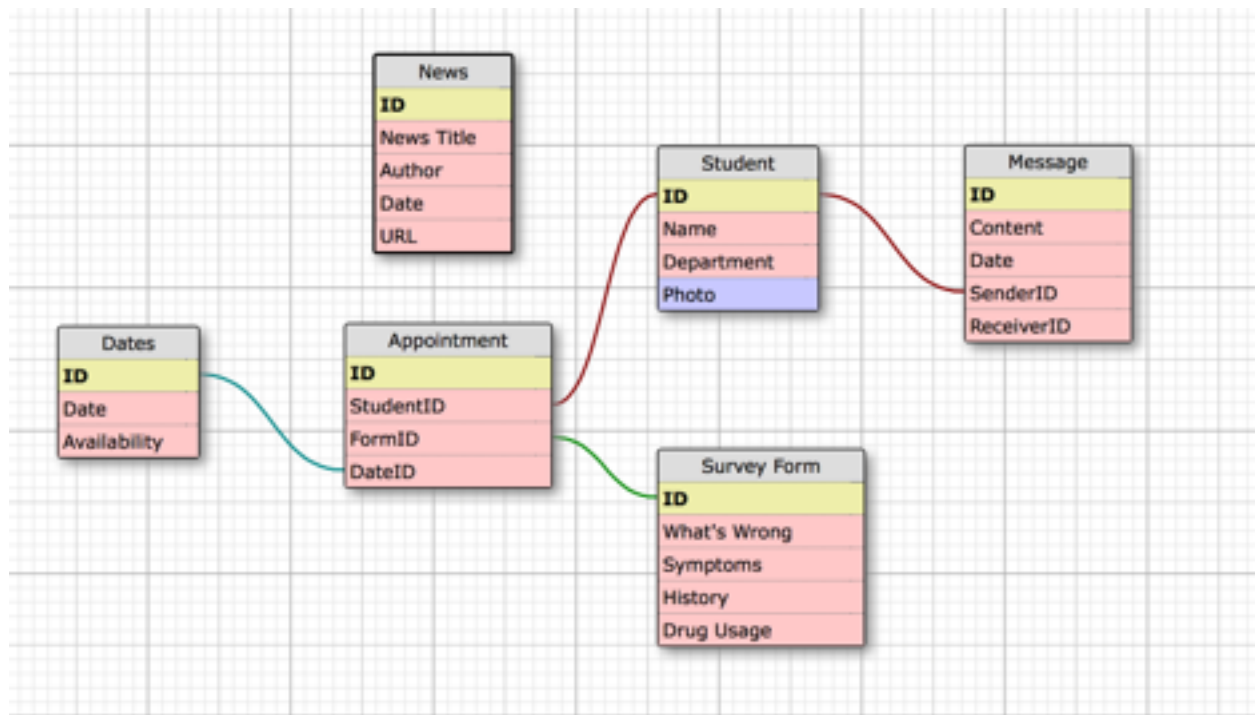 News
ID
News Title
Author
Date
URL
Student
ID
Name
Department
Photo
Message
ID
Content
Date
SenderID
ReceiverID
Dates
ID
Date
Availability
Appointment
ID
StudentID
FormID
DateID
Survey Form
ID
What's Wrong
Symptoms
History
Drug Usage